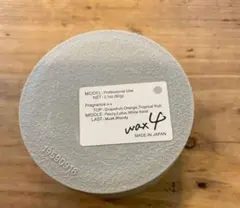 MODEL : Professional Use
NET : 2.1oz. (60g)
Fragrance
TOP : Grapefruit, Orange, Tropical fruit
MIDDLE : Peony, Lotus, White floral
LAST : Musk, Woody
wax 4
MADE IN JAPAN